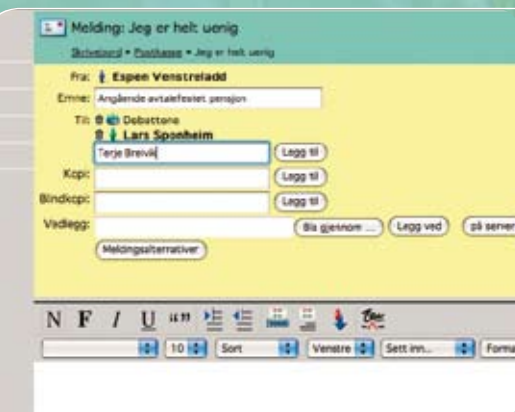 Melding: Jeg er helt uenig
Skrivebord • Postkasse • Jeg er helt uenig
Fra: Espen Venstreladd
Emne: Angående avtalefestet pensjon
Til: Debattone
Lars Sponheim
Terje Breivik Legg til
Kopi: Legg til
Blindkopi: Legg til
Vedlegg: Bla gjennom ... Legg ved på server
Meldingsalternativer
N F I U “”
10 Sort Venstre Sett inn... Forma